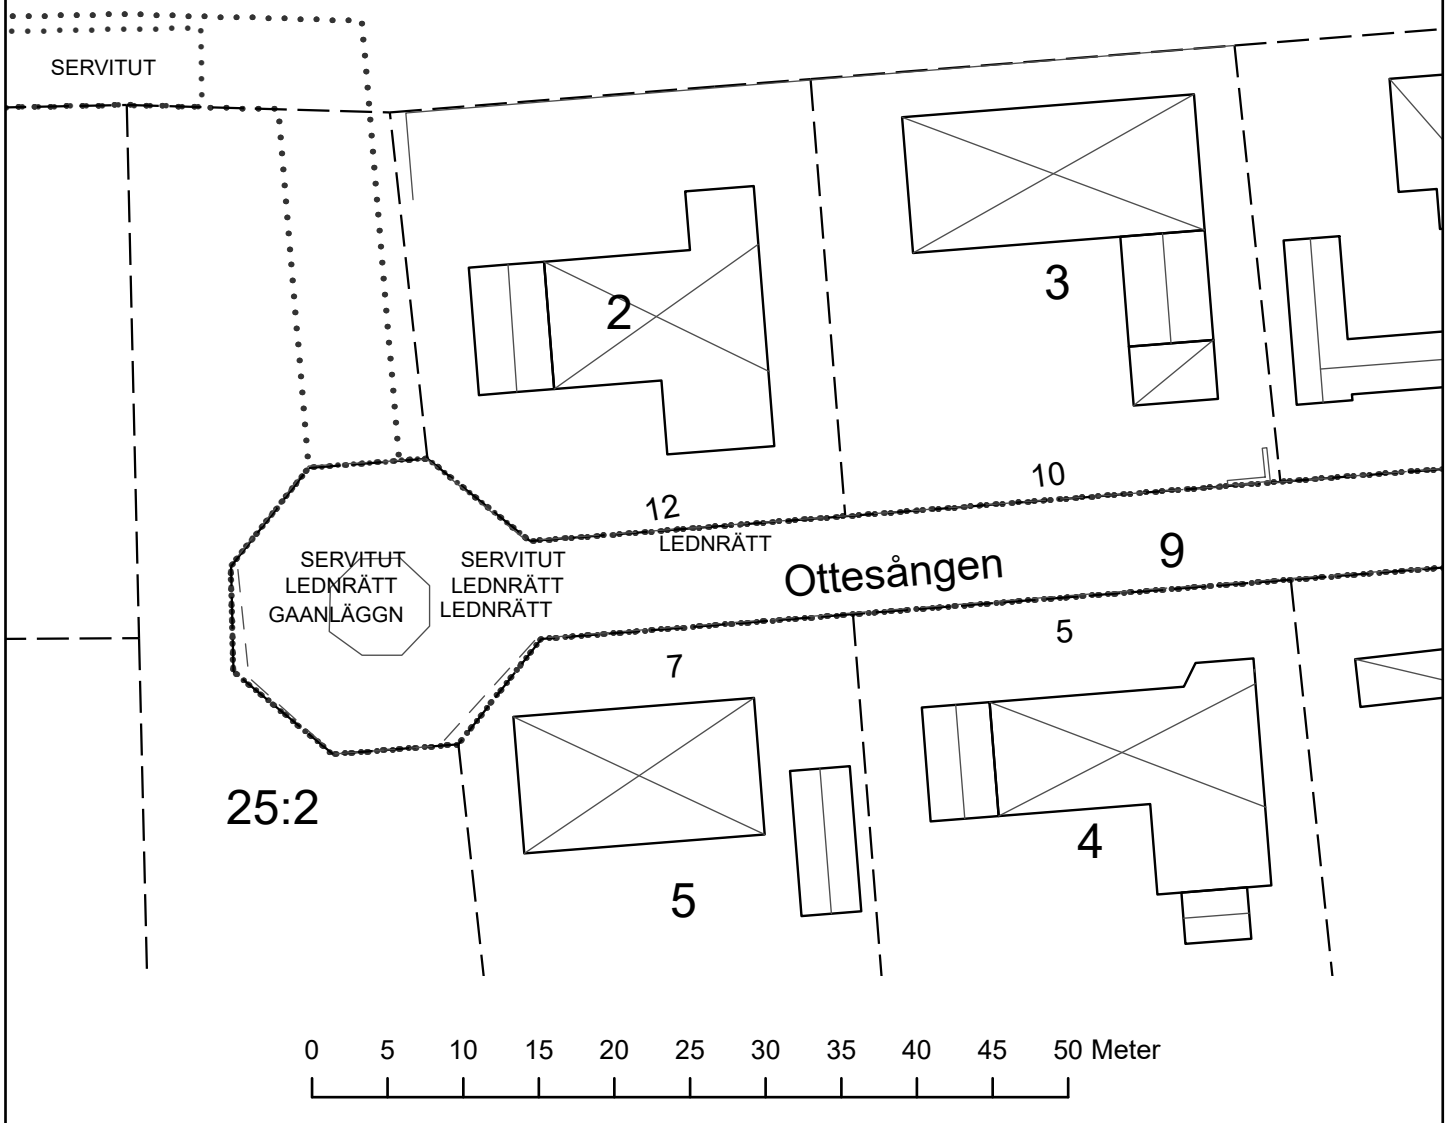 SERVITUT
2
3
12
10
LEDNRÄTT
SERVITUT
LEDNRÄTT
GAANLÄGGN
SERVITUT
LEDNRÄTT
LEDNRÄTT
Ottesången
9
7
5
25:2
5
4
0 5 10 15 20 25 30 35 40 45 50 Meter